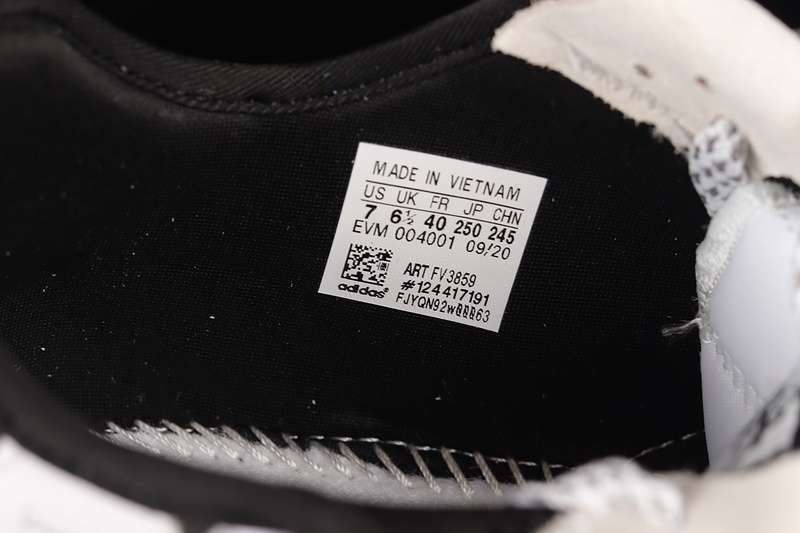 MADE IN VIETNAM
US UK FR JP CHN
7 6½ 40 250 245
EVM 004001 09/20
ART FV3859
#124417191
adidas®